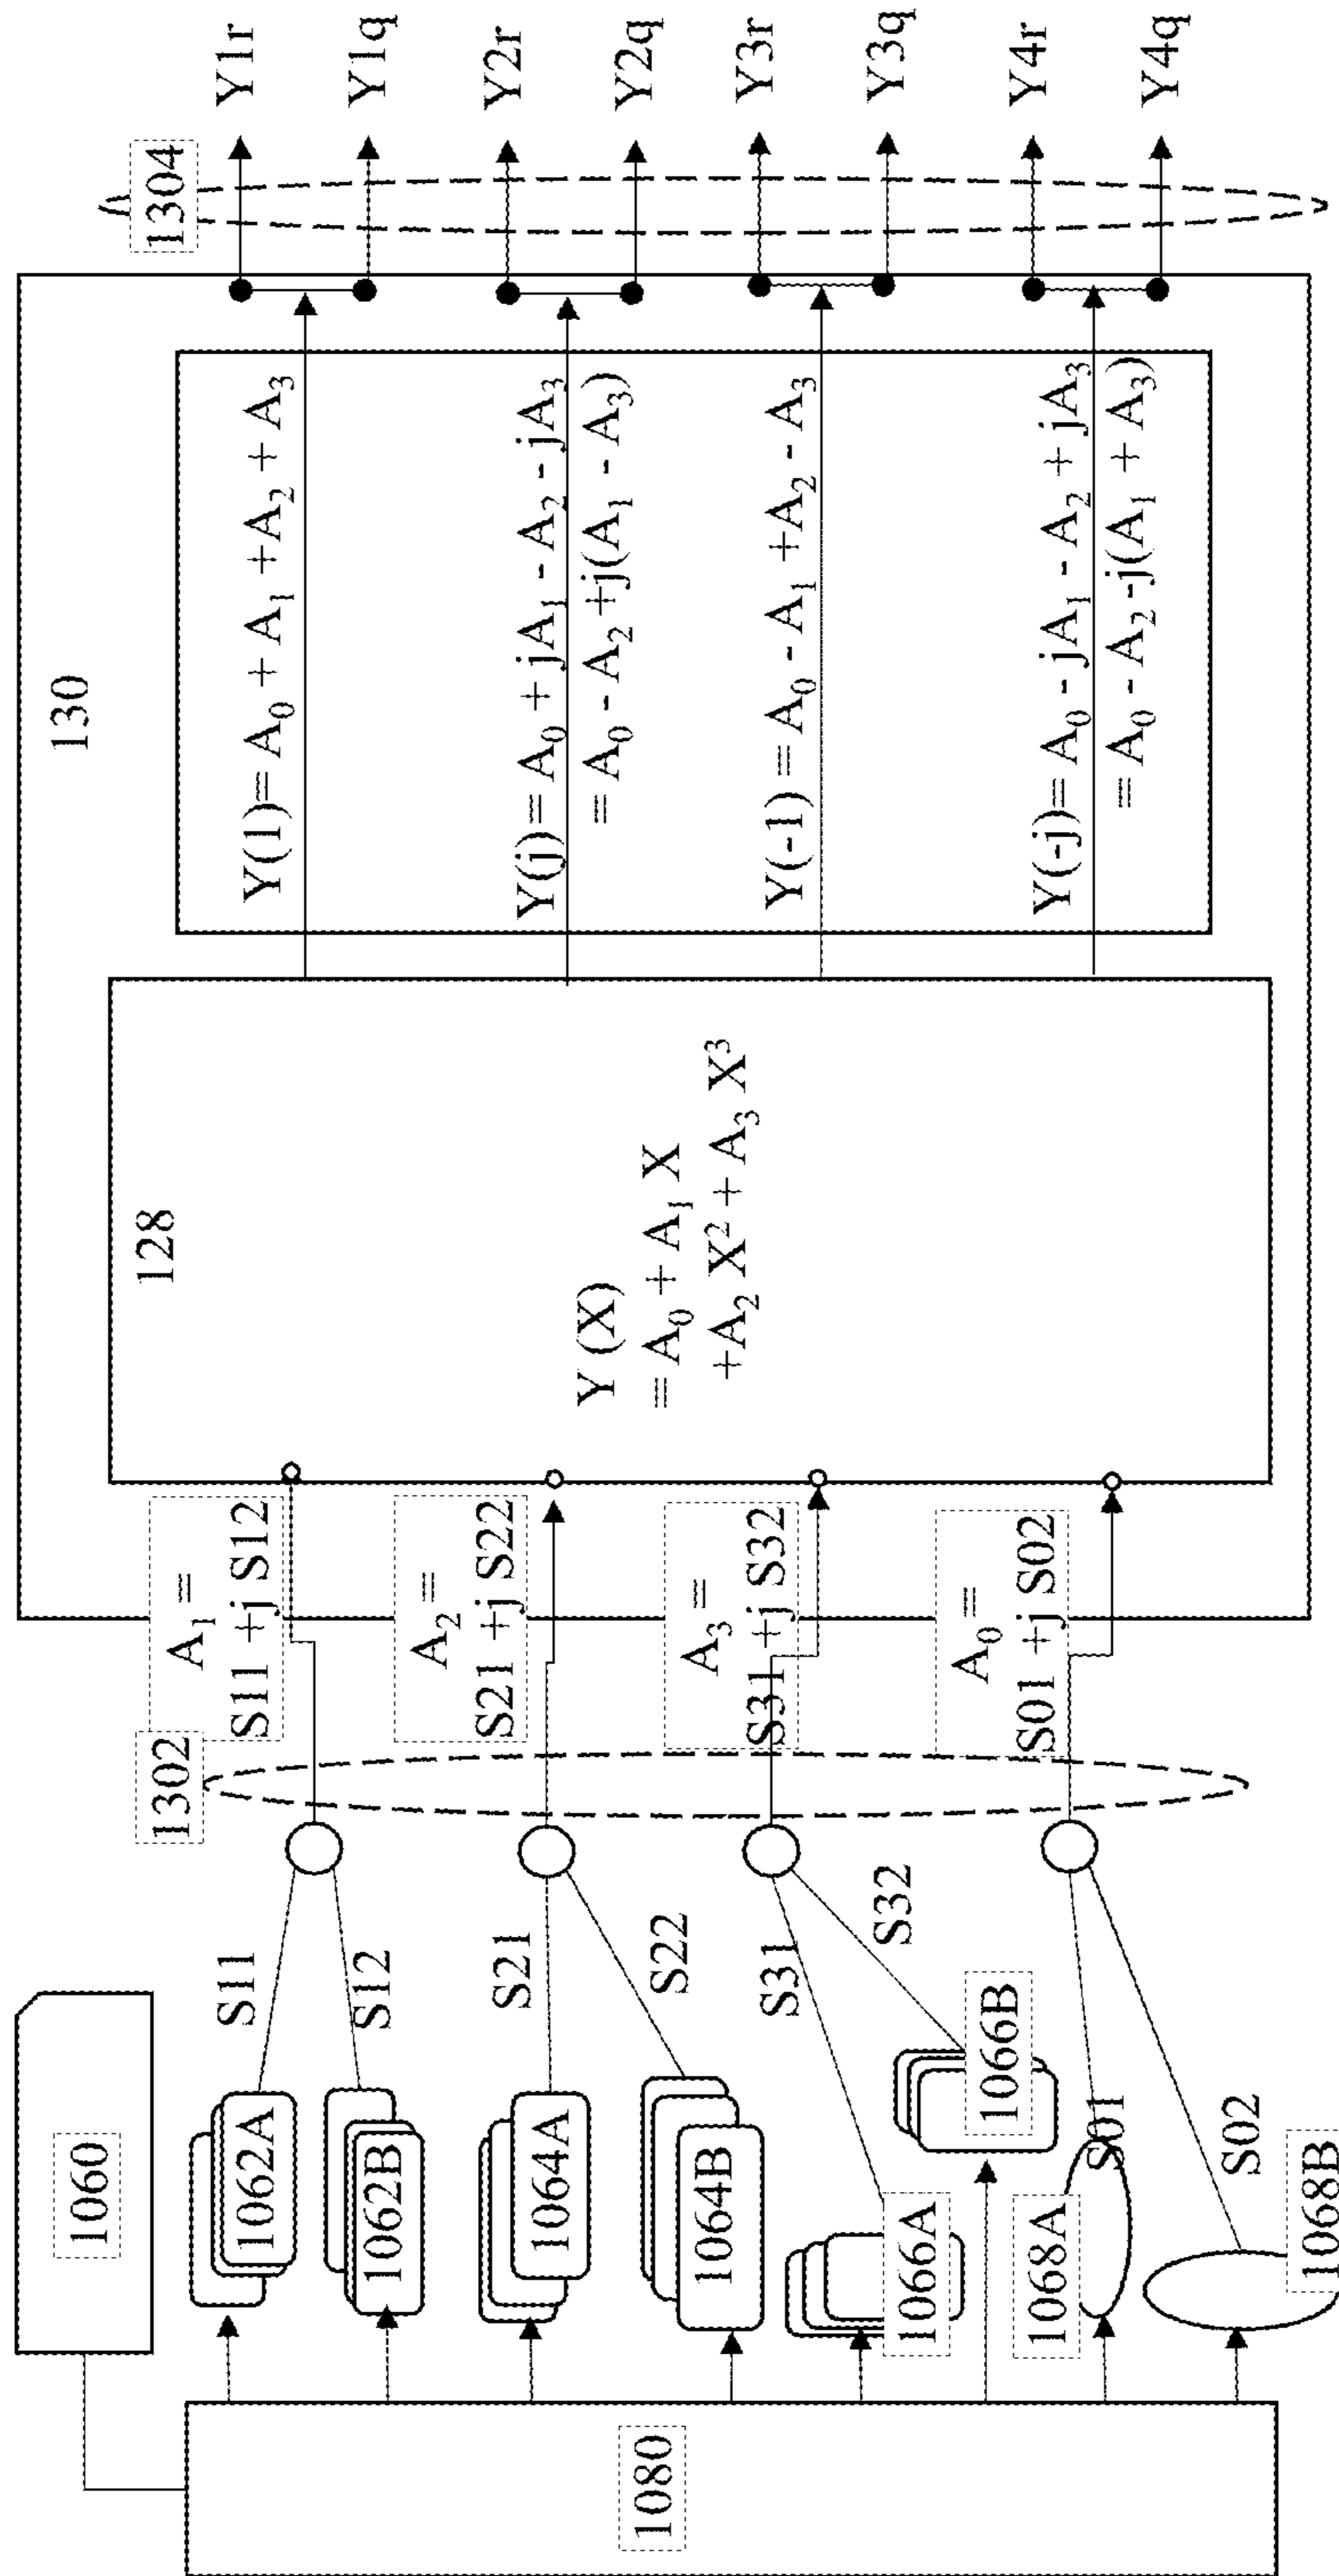 1060
1080
1062A
1062B
1064A
1064B
1066A
1066B
1068A
1068B
S11
S12
S21
S22
S31
S32
S01
S02
1302
A₁ =
S11 +j S12
A₂ =
S21 +j S22
A₃ =
S31 +j S32
A₀ =
S01 +j S02
130
128
Y (X)
= A₀ + A₁ X
+A₂ X² + A₃ X³
Y(1)= A₀ + A₁ +A₂ + A₃
Y(j)= A₀ + jA₁ - A₂ - jA₃
= A₀ - A₂ +j(A₁ - A₃)
Y(-1) = A₀ - A₁ +A₂ - A₃
Y(-j)= A₀ - jA₁ - A₂ + jA₃
= A₀ - A₂ -j(A₁ + A₃)
1304
Y1r
Y1q
Y2r
Y2q
Y3r
Y3q
Y4r
Y4q